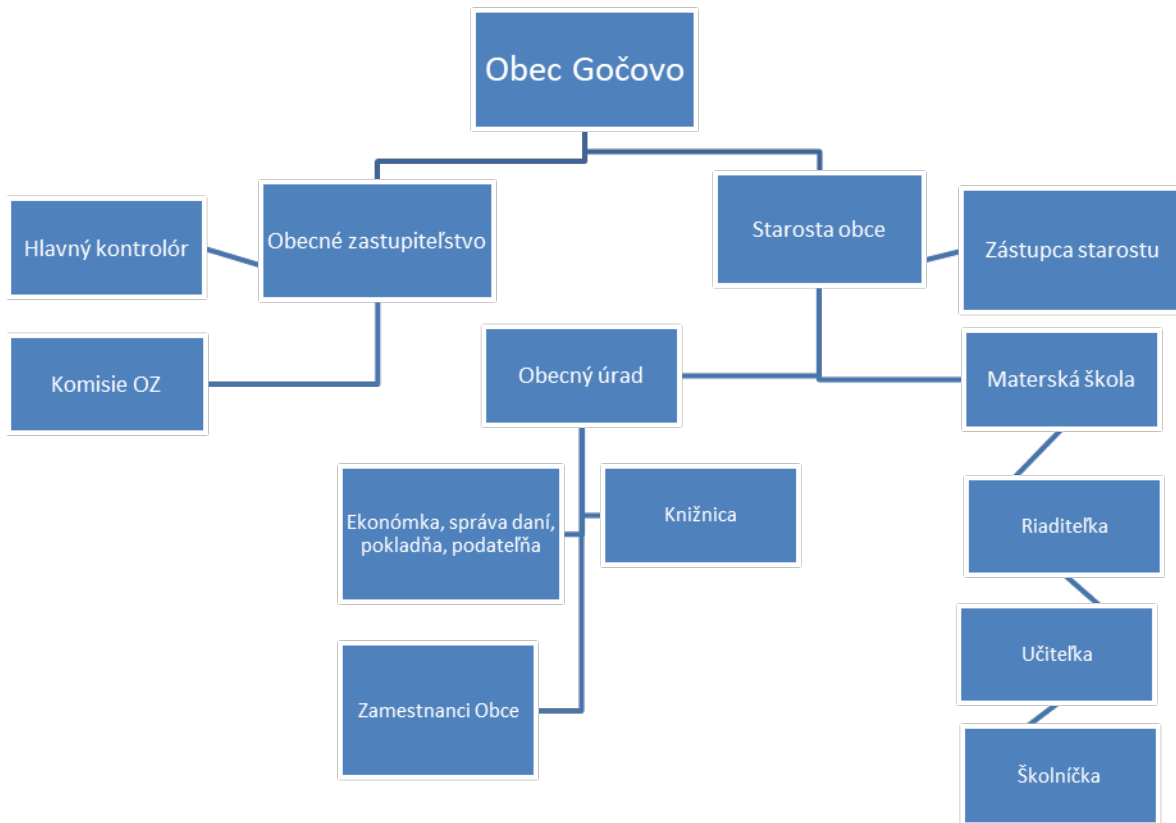 Obec Gočovo
Obecné zastupiteľstvo
Starosta obce
Hlavný kontrolór
Zástupca starostu
Komisie OZ
Obecný úrad
Materská škola
Ekonómka, správa daní,
pokladňa, podateľňa
Knižnica
Riaditeľka
Učiteľka
Zamestnanci Obce
Školníčka